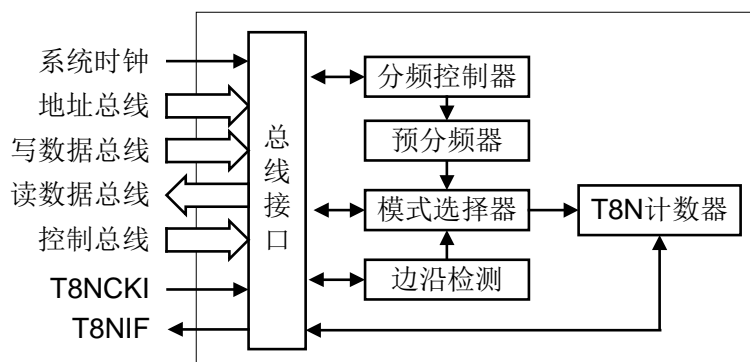 系统时钟
地址总线
写数据总线
读数据总线
控制总线
T8NCKI
T8NIF
总线接口
分频控制器
预分频器
模式选择器
T8N计数器
边沿检测